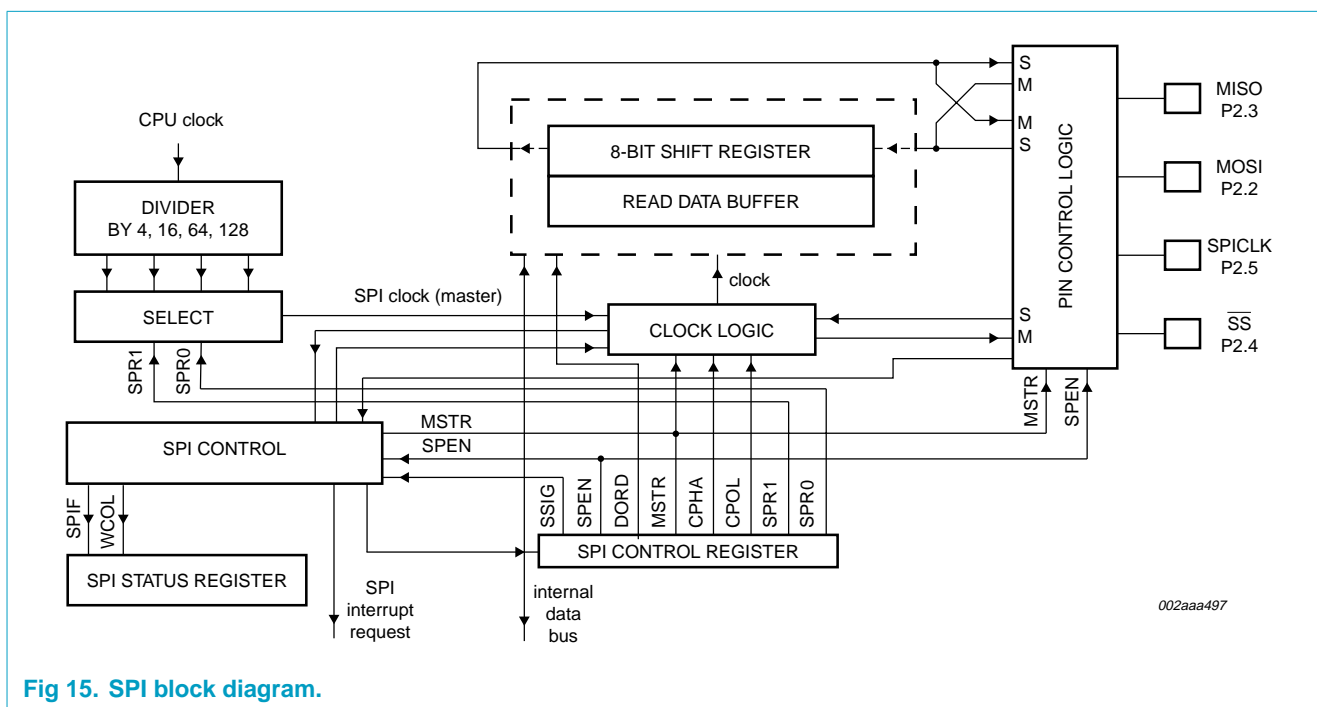 CPU clock
DIVIDER
BY 4, 16, 64, 128
SELECT
SPR1
SPR0
SPI clock (master)
8-BIT SHIFT REGISTER
READ DATA BUFFER
clock
CLOCK LOGIC
S
M
M
S
S
M
PIN CONTROL LOGIC
MISO
P2.3
MOSI
P2.2
SPICLK
P2.5
SS
P2.4
MSTR
SPEN
SPI CONTROL
MSTR
SPEN
SPIF
WCOL
SSIG
SPEN
DORD
MSTR
CPHA
CPOL
SPR1
SPR0
SPI STATUS REGISTER
SPI CONTROL REGISTER
SPI
interrupt
request
internal
data
bus
002aaa497
Fig 15. SPI block diagram.